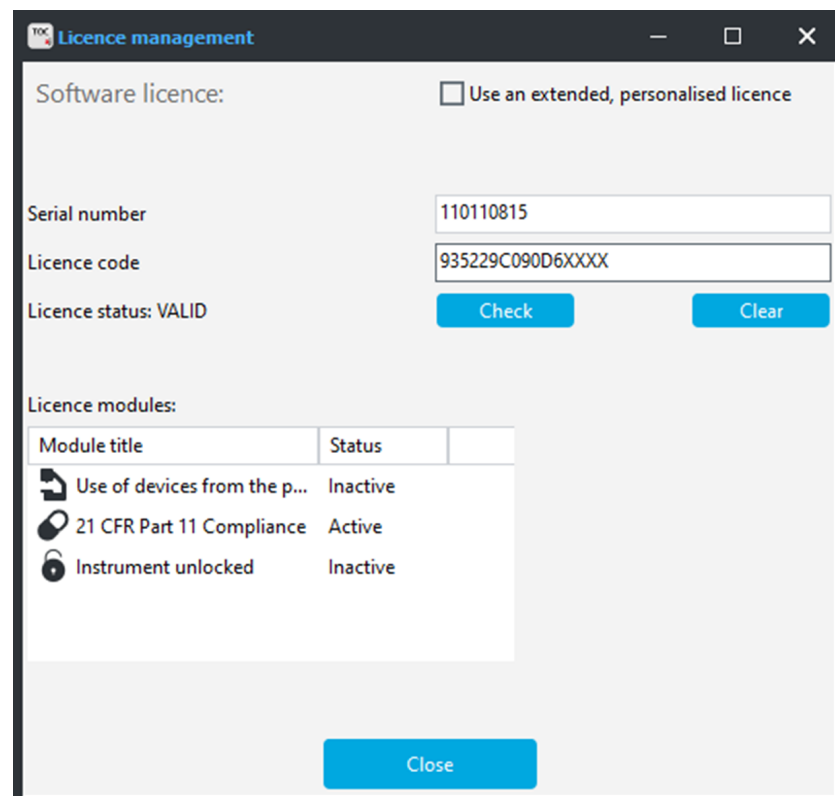 TOC
Licence management
Software licence:
Use an extended, personalised licence
Serial number 110110815
Licence code 935229C090D6XXXX
Licence status: VALID Check Clear
Licence modules:
Module title Status
Use of devices from the p... Inactive
21 CFR Part 11 Compliance Active
Instrument unlocked Inactive
Close